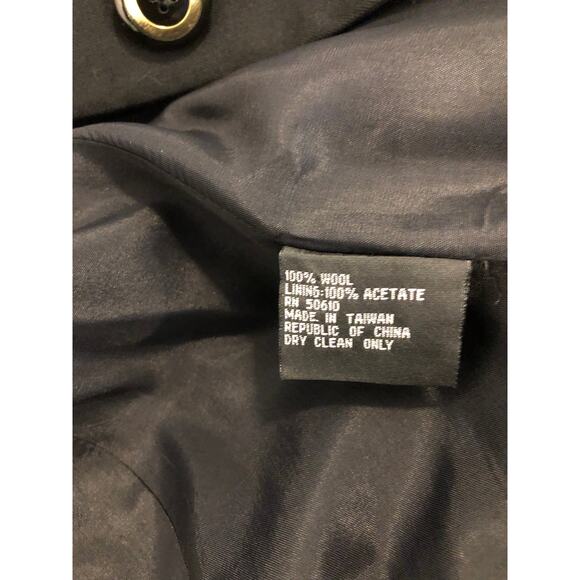 100% WOOL
LINING:100% ACETATE
RN 50610
MADE IN TAIWAN
REPUBLIC OF CHINA
DRY CLEAN ONLY